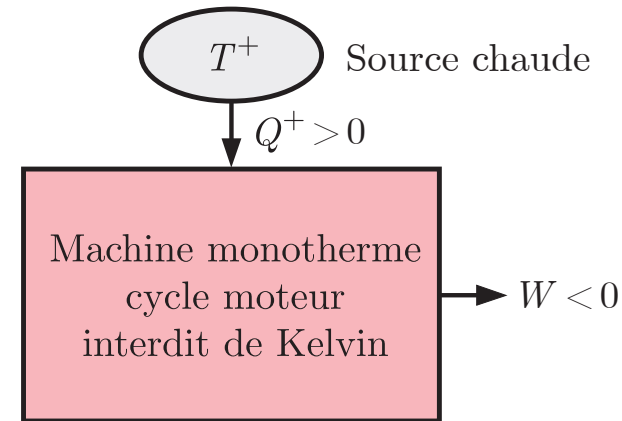 T⁺ Source chaude
Q⁺ > 0
Machine monotherme
cycle moteur
interdit de Kelvin
W < 0